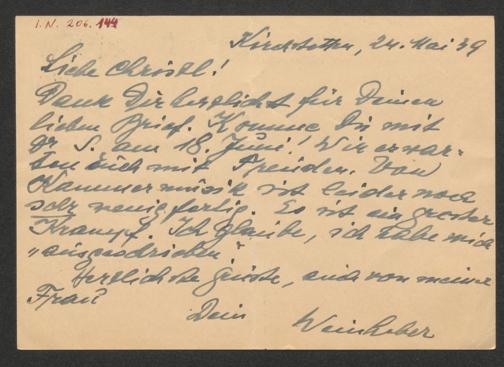 I. N. 206.144
Kirchstetten, 24. Mai 39
Liebe Christl!
Dank Dir herzlichst für Deinen
lieben Brief. Komme Du mit
Dr S. am 18. Juni! Wir erwar-
ten Euch mit Freuden. Von
Kammermusik ist leider noch
sehr wenig fertig. Es ist ein grosser
Krampf. Ich glaube, ich habe mich
„ausgeschrieben"
Herzlichste Grüsse, auch von meiner
Frau
Dein
Weinheber